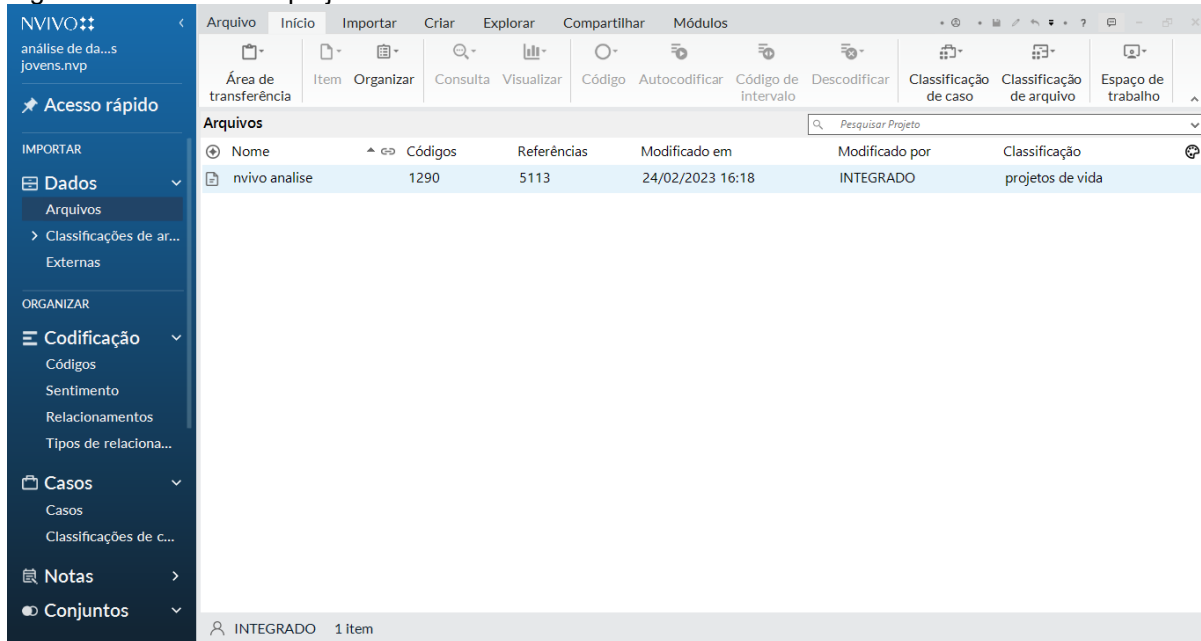 NVIVO
análise de da...s
jovens.nvp
Acesso rápido
IMPORTAR
Dados
Arquivos
Classificações de ar...
Externas
ORGANIZAR
Codificação
Códigos
Sentimento
Relacionamentos
Tipos de relaciona...
Casos
Casos
Classificações de c...
Notas
Conjuntos
Arquivo Início Importar Criar Explorar Compartilhar Módulos ?
Área de transferência Item Organizar Consulta Visualizar Código Autocodificar Código de intervalo Descodificar Classificação de caso Classificação de arquivo Espaço de trabalho
Arquivos Pesquisar Projeto
Nome Códigos Referências Modificado em Modificado por Classificação
nvivo analise 1290 5113 24/02/2023 16:18 INTEGRADO projetos de vida
INTEGRADO 1 item